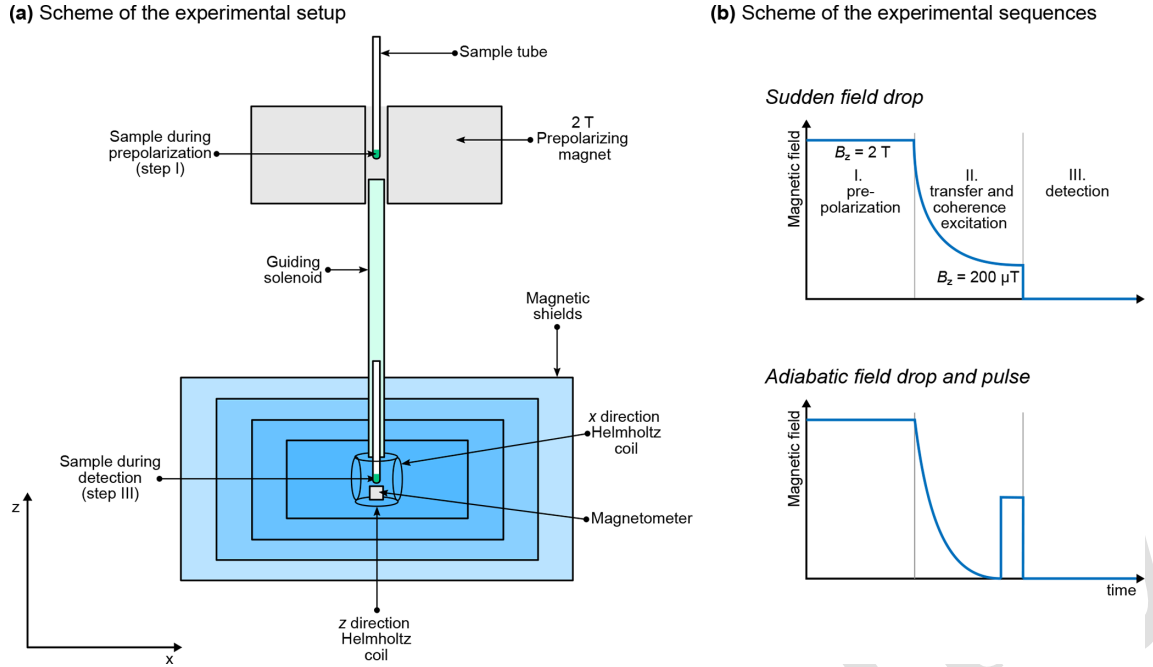 (a) Scheme of the experimental setup
Sample tube
2 T
Prepolarizing
magnet
Sample during
prepolarization
(step I)
Guiding
solenoid
Magnetic
shields
x direction
Helmholtz
coil
Sample during
detection
(step III)
Magnetometer
z direction
Helmholtz
coil
z
x
(b) Scheme of the experimental sequences
Sudden field drop
Magnetic field
Bz = 2 T
I.
pre-
polarization
II.
transfer and
coherence
excitation
III.
detection
Bz = 200 µT
Adiabatic field drop and pulse
Magnetic field
time